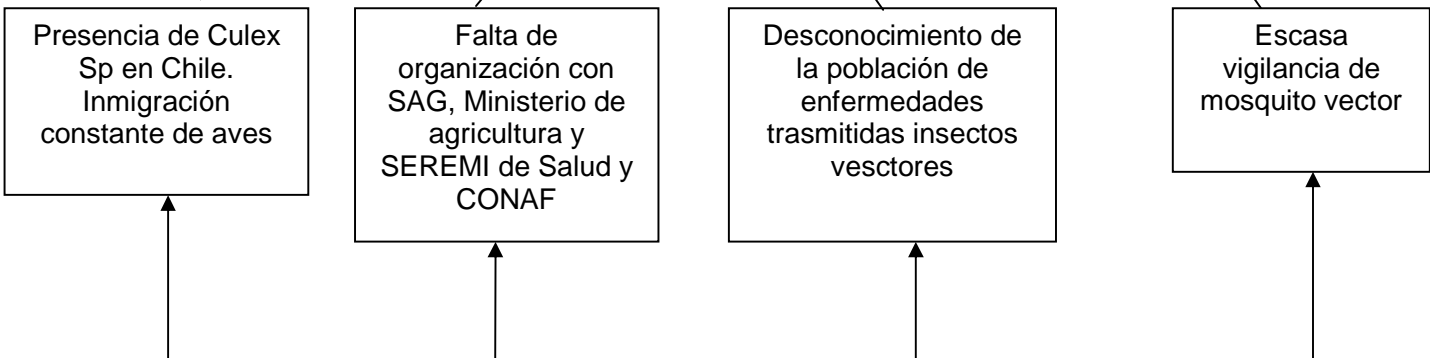 Presencia de Culex
Sp en Chile.
Inmigración
constante de aves
Falta de
organización con
SAG, Ministerio de
agricultura y
SEREMI de Salud y
CONAF
Desconocimiento de
la población de
enfermedades
trasmitidas insectos
vesctores
Escasa
vigilancia de
mosquito vector